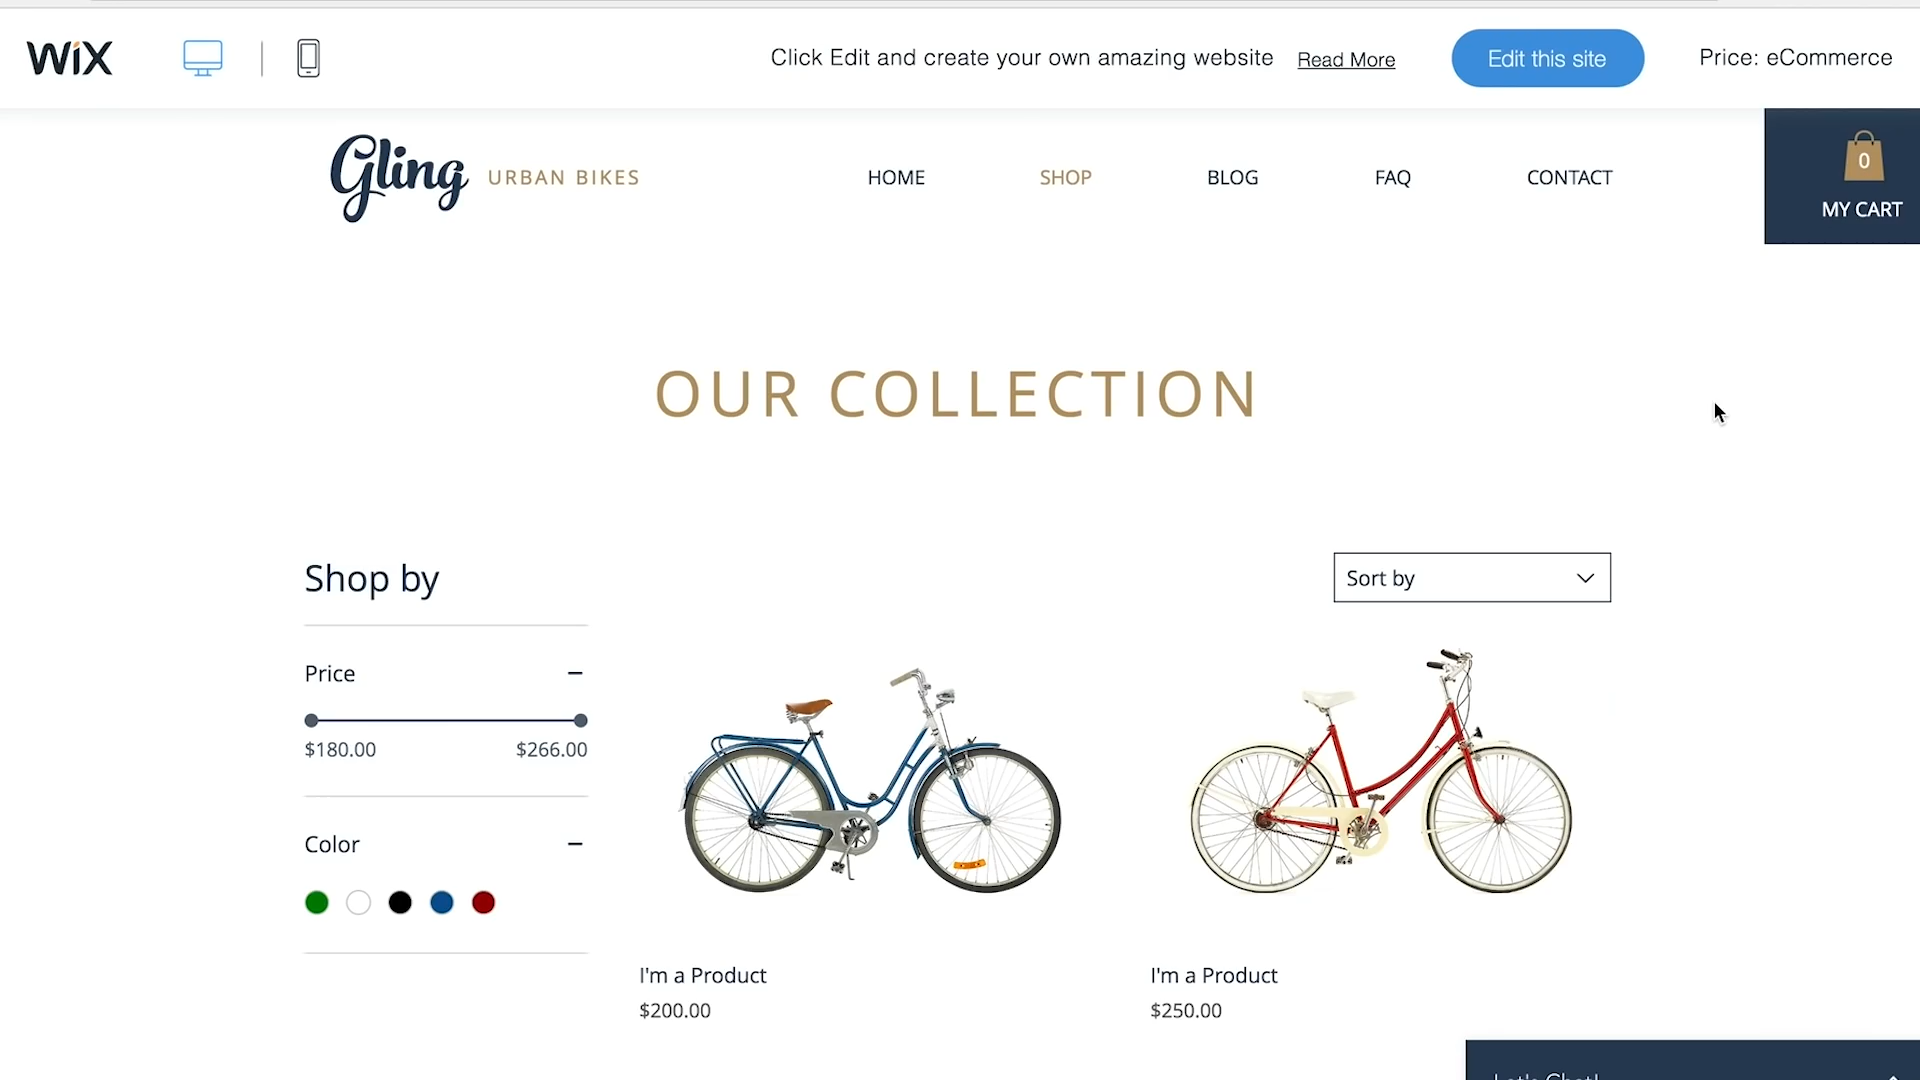 WiX
Click Edit and create your own amazing website Read More
Edit this site
Price: eCommerce
Gling URBAN BIKES
HOME SHOP BLOG FAQ CONTACT
0
MY CART
OUR COLLECTION
Shop by
Sort by
Price
$180.00 $266.00
Color
I'm a Product
$200.00
I'm a Product
$250.00
Let's Chat!